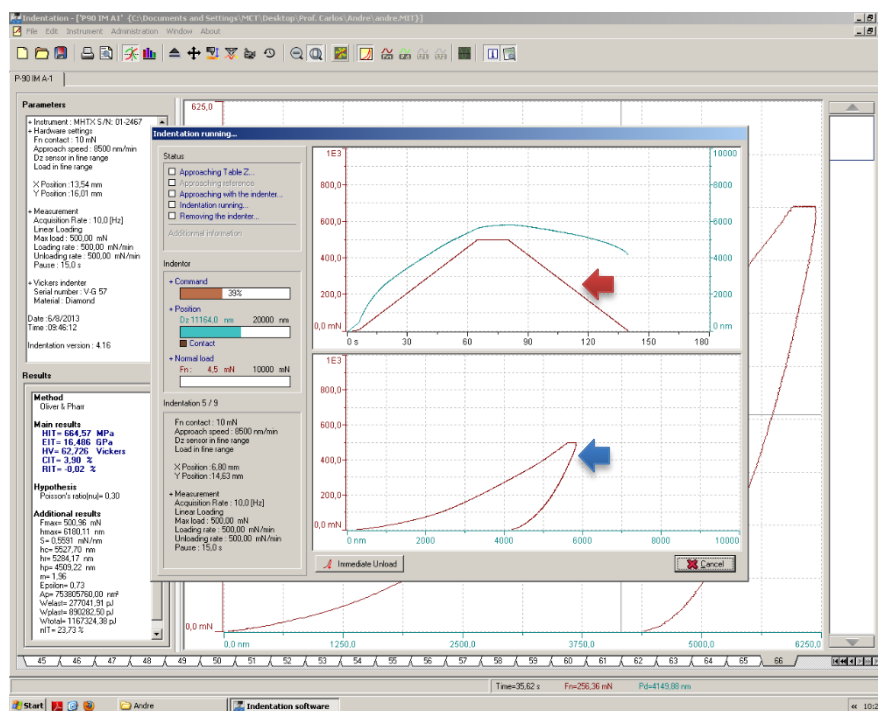 Indentation - ['P90 IM A1' {C:\Documents and Settings\MCT\Desktop\Prof. Carlos\Andre\andre.MIT}]
File Edit Instrument Administration Window About
P-90 IM A-1
Parameters
+ Instrument : MHTX S/N: 01-2467
+ Hardware settings
Fn contact : 10 mN
Approach speed : 8500 nm/min
Dz sensor in fine range
Load in fine range
X Position : 13,54 mm
Y Position : 16,01 mm
+ Measurement
Acquisition Rate : 10,0 [Hz]
Linear Loading
Max load : 500,00 mN
Loading rate : 500,00 mN/min
Unloading rate : 500,00 mN/min
Pause : 15,0 s
+ Vickers indenter
Serial number : V-G 57
Material : Diamond
Date : 6/8/2013
Time : 09:46:12
Indentation version : 4.16
Results
Method
Oliver & Pharr
Main results
HIT= 664,57 MPa
EIT= 16,486 GPa
HV= 62,726 Vickers
CIT= 3,90 %
RIT= -0,02 %
Hypothesis
Poisson's ratio(nu)= 0,30
Additional results
Fmax= 500,96 mN
hmax= 6180,11 nm
S= 0,5591 mN/nm
hc= 5527,70 nm
hr= 5284,17 nm
hp= 4509,22 nm
m= 1,96
Epsilon= 0,73
Ap= 753805760,00 nm²
Welast= 277041,91 pJ
Wplast= 890282,50 pJ
Wtotal= 1167324,38 pJ
nIT= 23,73 %
625,0
0,0 mN
0.0 nm 1250,0 2500,0 3750,0 5000,0 6250,0
Indentation running...
Status
Approaching Table Z...
Approaching reference
Approaching with the indenter...
Indentation running...
Removing the indenter...
Additionnal information
Indentor
+ Command
39%
+ Position
Dz 11164,0 nm 20000 nm
Contact
+ Normal load
Fn : 4,5 mN 10000 mN
Indentation 5 / 9
Fn contact : 10 mN
Approach speed : 8500 nm/min
Dz sensor in fine range
Load in fine range
X Position : 6,80 mm
Y Position : 14,63 mm
+ Measurement
Acquisition Rate : 10,0 [Hz]
Linear Loading
Max load : 500,00 mN
Loading rate : 500,00 mN/min
Unloading rate : 500,00 mN/min
Pause : 15,0 s
1E3 10000
800,0 8000
600,0 6000
400,0 4000
200,0 2000
0,0 mN 0 nm
0 s 30 60 90 120 150 180
1E3
800,0
600,0
400,0
200,0
0,0 mN
0 nm 2000 4000 6000 8000 10000
Immediate Unload
Cancel
45 46 47 48 49 50 51 52 53 54 55 56 57 58 59 60 61 62 63 64 65 66
Time=35,62 s Fn=256,36 mN Pd=4149,88 nm
Start Andre Indentation software